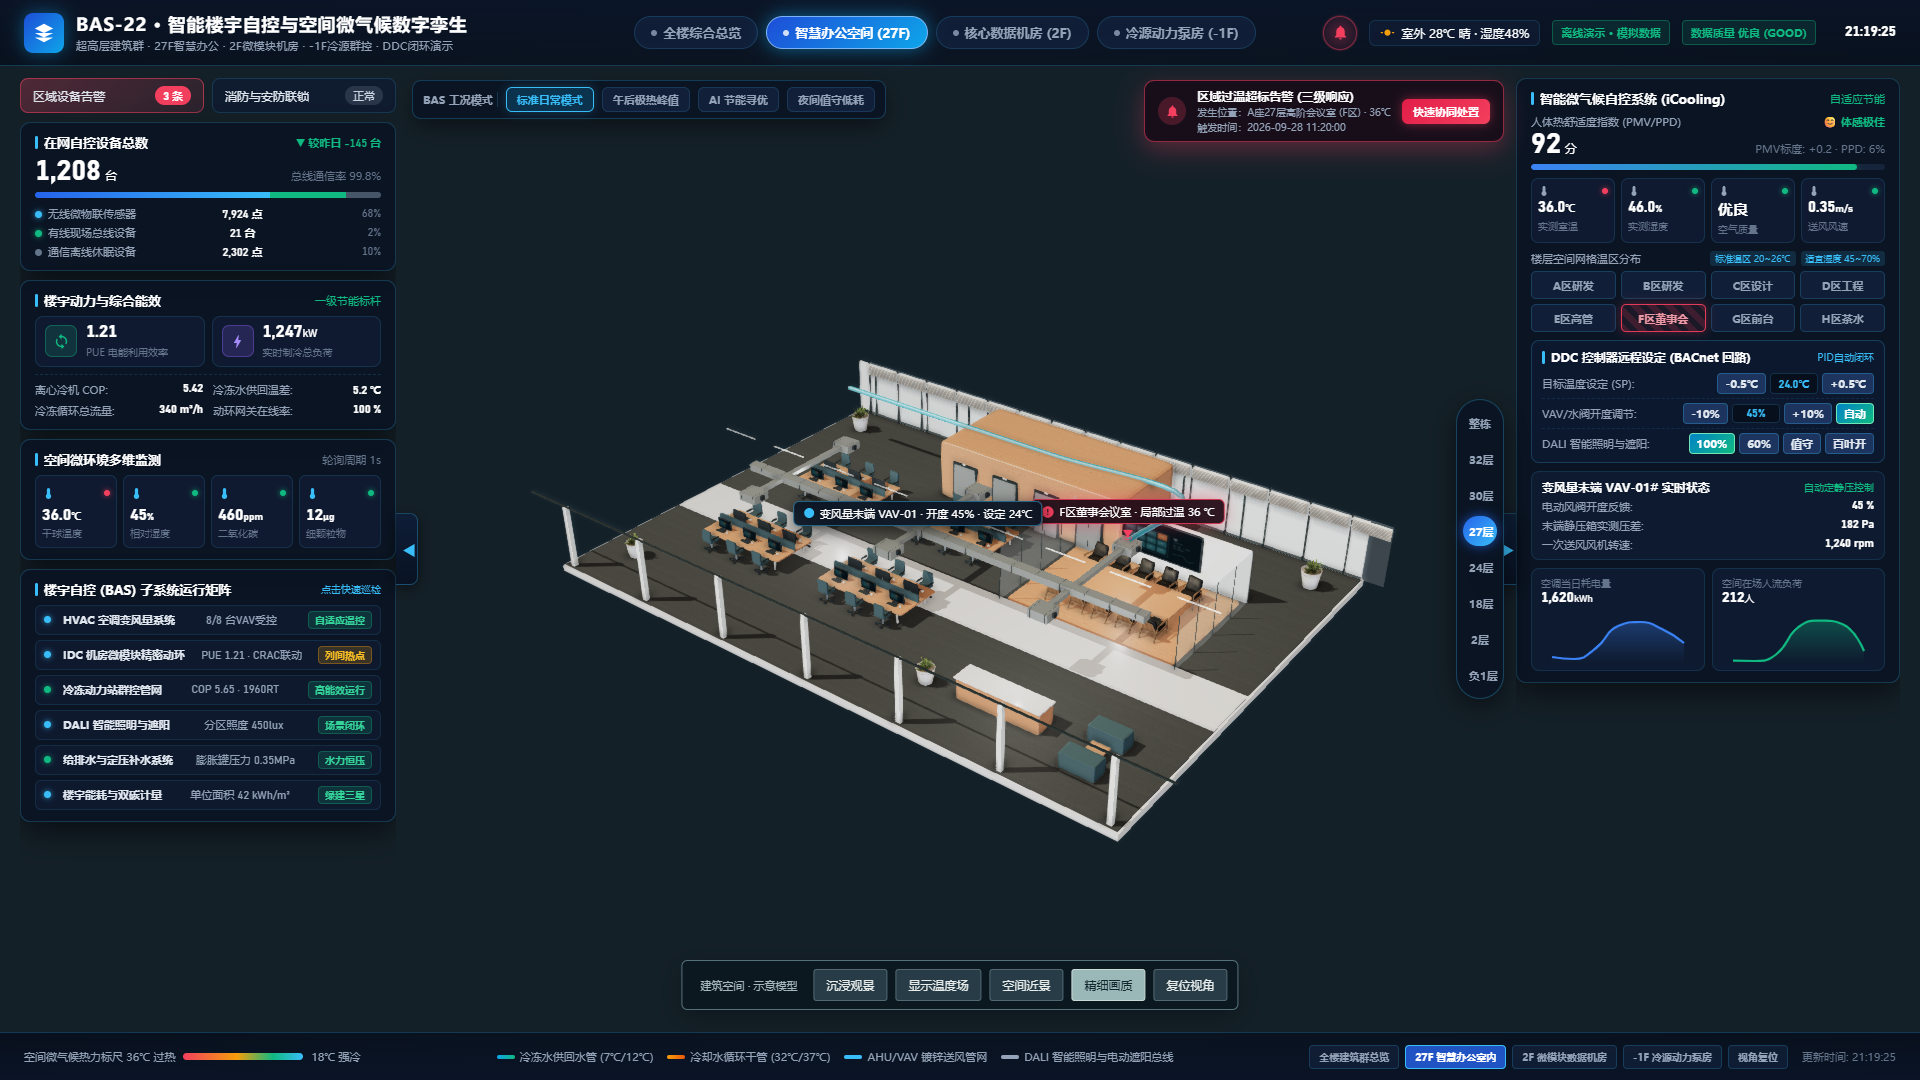 BAS-22 • 智能楼宇自控与空间微气候数字孪生
超高层建筑群 · 27F智慧办公 · 2F微模块机房 · -1F冷源群控 · DDC闭环演示
全楼综合总览
智慧办公空间 (27F)
核心数据机房 (2F)
冷源动力泵房 (-1F)
室外 28℃ 晴 · 湿度48%
离线演示 • 模拟数据
数据质量 优良 (GOOD)
21:19:25
区域设备告警
3 条
消防与安防联锁
正常
在网自控设备总数
▼ 较昨日 -145 台
1,208 台
总线通信率 99.8%
无线微物联传感器
7,924 点
68%
有线现场总线设备
21 台
2%
通信离线休眠设备
2,302 点
10%
楼宇动力与综合能效
一级节能标杆
1.21
PUE 电能利用效率
1,247kW
实时制冷总负荷
离心冷机 COP:
5.42
冷冻水供回温差:
5.2 ℃
冷冻循环总流量:
340 m³/h
动环网关在线率:
100 %
空间微环境多维监测
轮询周期 1s
36.0℃
干球温度
45%
相对湿度
460ppm
二氧化碳
12μg
细颗粒物
楼宇自控 (BAS) 子系统运行矩阵
点击快速巡检
HVAC 空调变风量系统
8/8 台VAV受控
自适应温控
IDC 机房微模块精密动环
PUE 1.21 · CRAC联动
列间热点
冷冻动力站群控管网
COP 5.65 · 1960RT
高能效运行
DALI 智能照明与遮阳
分区照度 450lux
场景闭环
给排水与定压补水系统
膨胀罐压力 0.35MPa
水力恒压
楼宇能耗与双碳计量
单位面积 42 kWh/m²
绿建三星
BAS 工况模式
标准日常模式
午后极热峰值
AI 节能寻优
夜间值守低耗
区域过温超标告警 (三级响应)
发生位置：A座27层高阶会议室 (F区) · 36℃
触发时间：2026-09-28 11:20:00
快速协同处置
变风量末端 VAV-01 · 开度 45% · 设定 24℃
F区董事会议室 · 局部过温 36 ℃
整栋
32层
30层
27层
24层
18层
2层
负1层
智能微气候自控系统 (iCooling)
自适应节能
人体热舒适度指数 (PMV/PPD)
体感极佳
92 分
PMV标度: +0.2 · PPD: 6%
36.0℃
实测室温
46.0%
实测湿度
优良
空气质量
0.35m/s
送风风速
楼层空间网格温区分布
标准温区 20~26℃
适宜湿度 45~70%
A区研发
B区研发
C区设计
D区工程
E区高管
F区董事会
G区前台
H区茶水
DDC 控制器远程设定 (BACnet 回路)
PID自动闭环
目标温度设定 (SP):
-0.5℃
24.0℃
+0.5℃
VAV/水阀开度调节:
-10%
45%
+10%
自动
DALI 智能照明与遮阳:
100%
60%
值守
百叶开
变风量末端 VAV-01# 实时状态
自动定静压控制
电动风阀开度反馈:
45 %
末端静压箱实测压差:
182 Pa
一次送风风机转速:
1,240 rpm
空调当日耗电量
1,620kWh
空间在场人流负荷
212人
建筑空间 · 示意模型
沉浸观景
显示温度场
空间近景
精细画质
复位视角
空间微气候热力标尺 36℃ 过热
18℃ 强冷
冷冻水供回水管 (7℃/12℃)
冷却水循环干管 (32℃/37℃)
AHU/VAV 镀锌送风管网
DALI 智能照明与电动遮阳总线
全楼建筑群总览
27F 智慧办公室内
2F 微模块数据机房
-1F 冷源动力泵房
视角复位
更新时间: 21:19:25